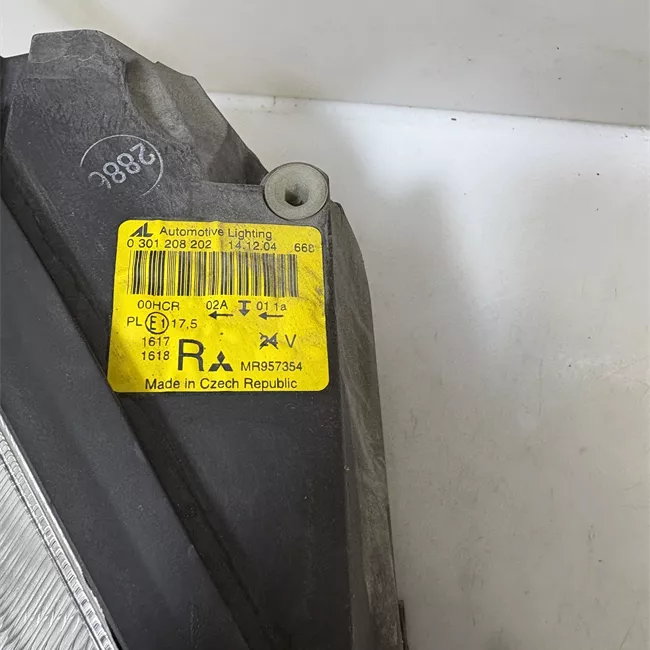 288
AL Automotive Lighting
0 301 208 202 14.12.04 668
00HCR 02A 01 1a
PL E1 17,5
1617
1618 R 24 V
MR957354
Made in Czech Republic